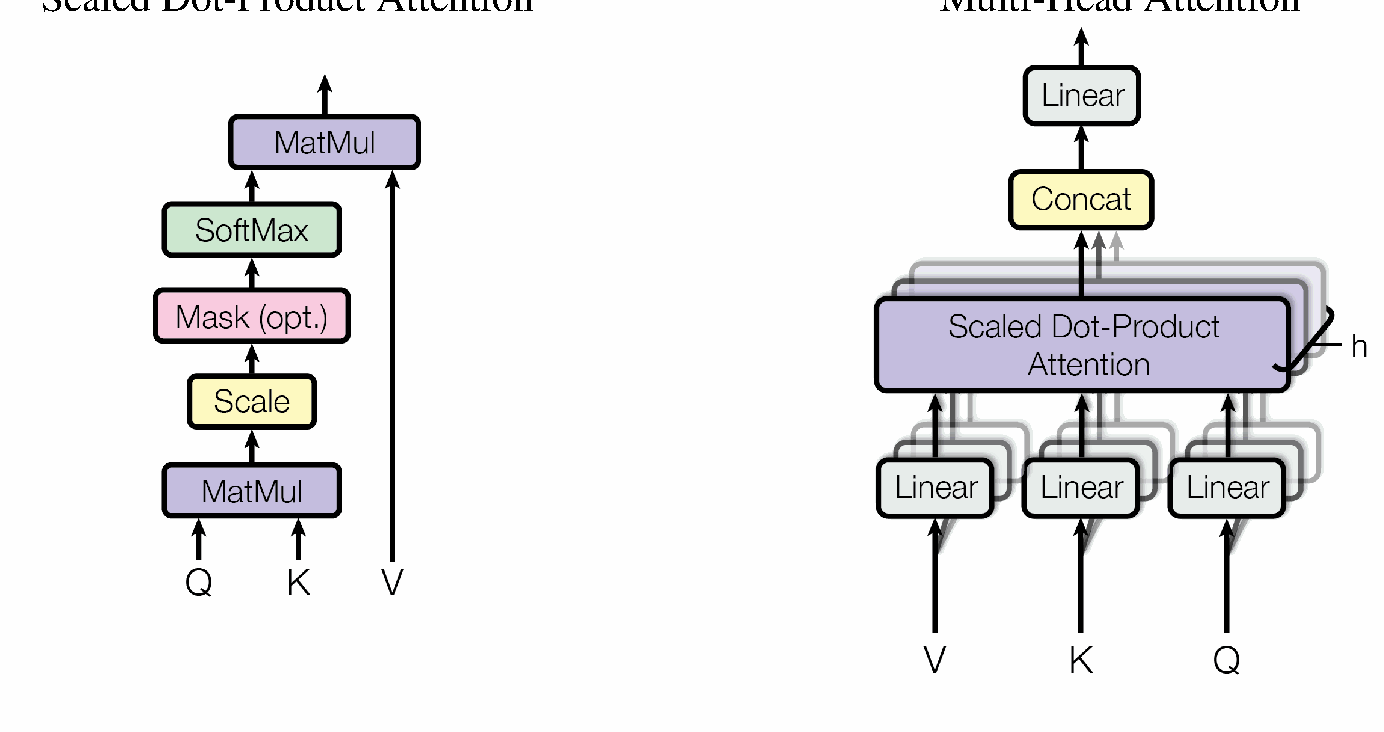 Scaled Dot-Product Attention
MatMul
SoftMax
Mask (opt.)
Scale
MatMul
Q K V
Multi-Head Attention
Linear
Concat
Scaled Dot-Product
Attention
h
Linear Linear Linear
V K Q